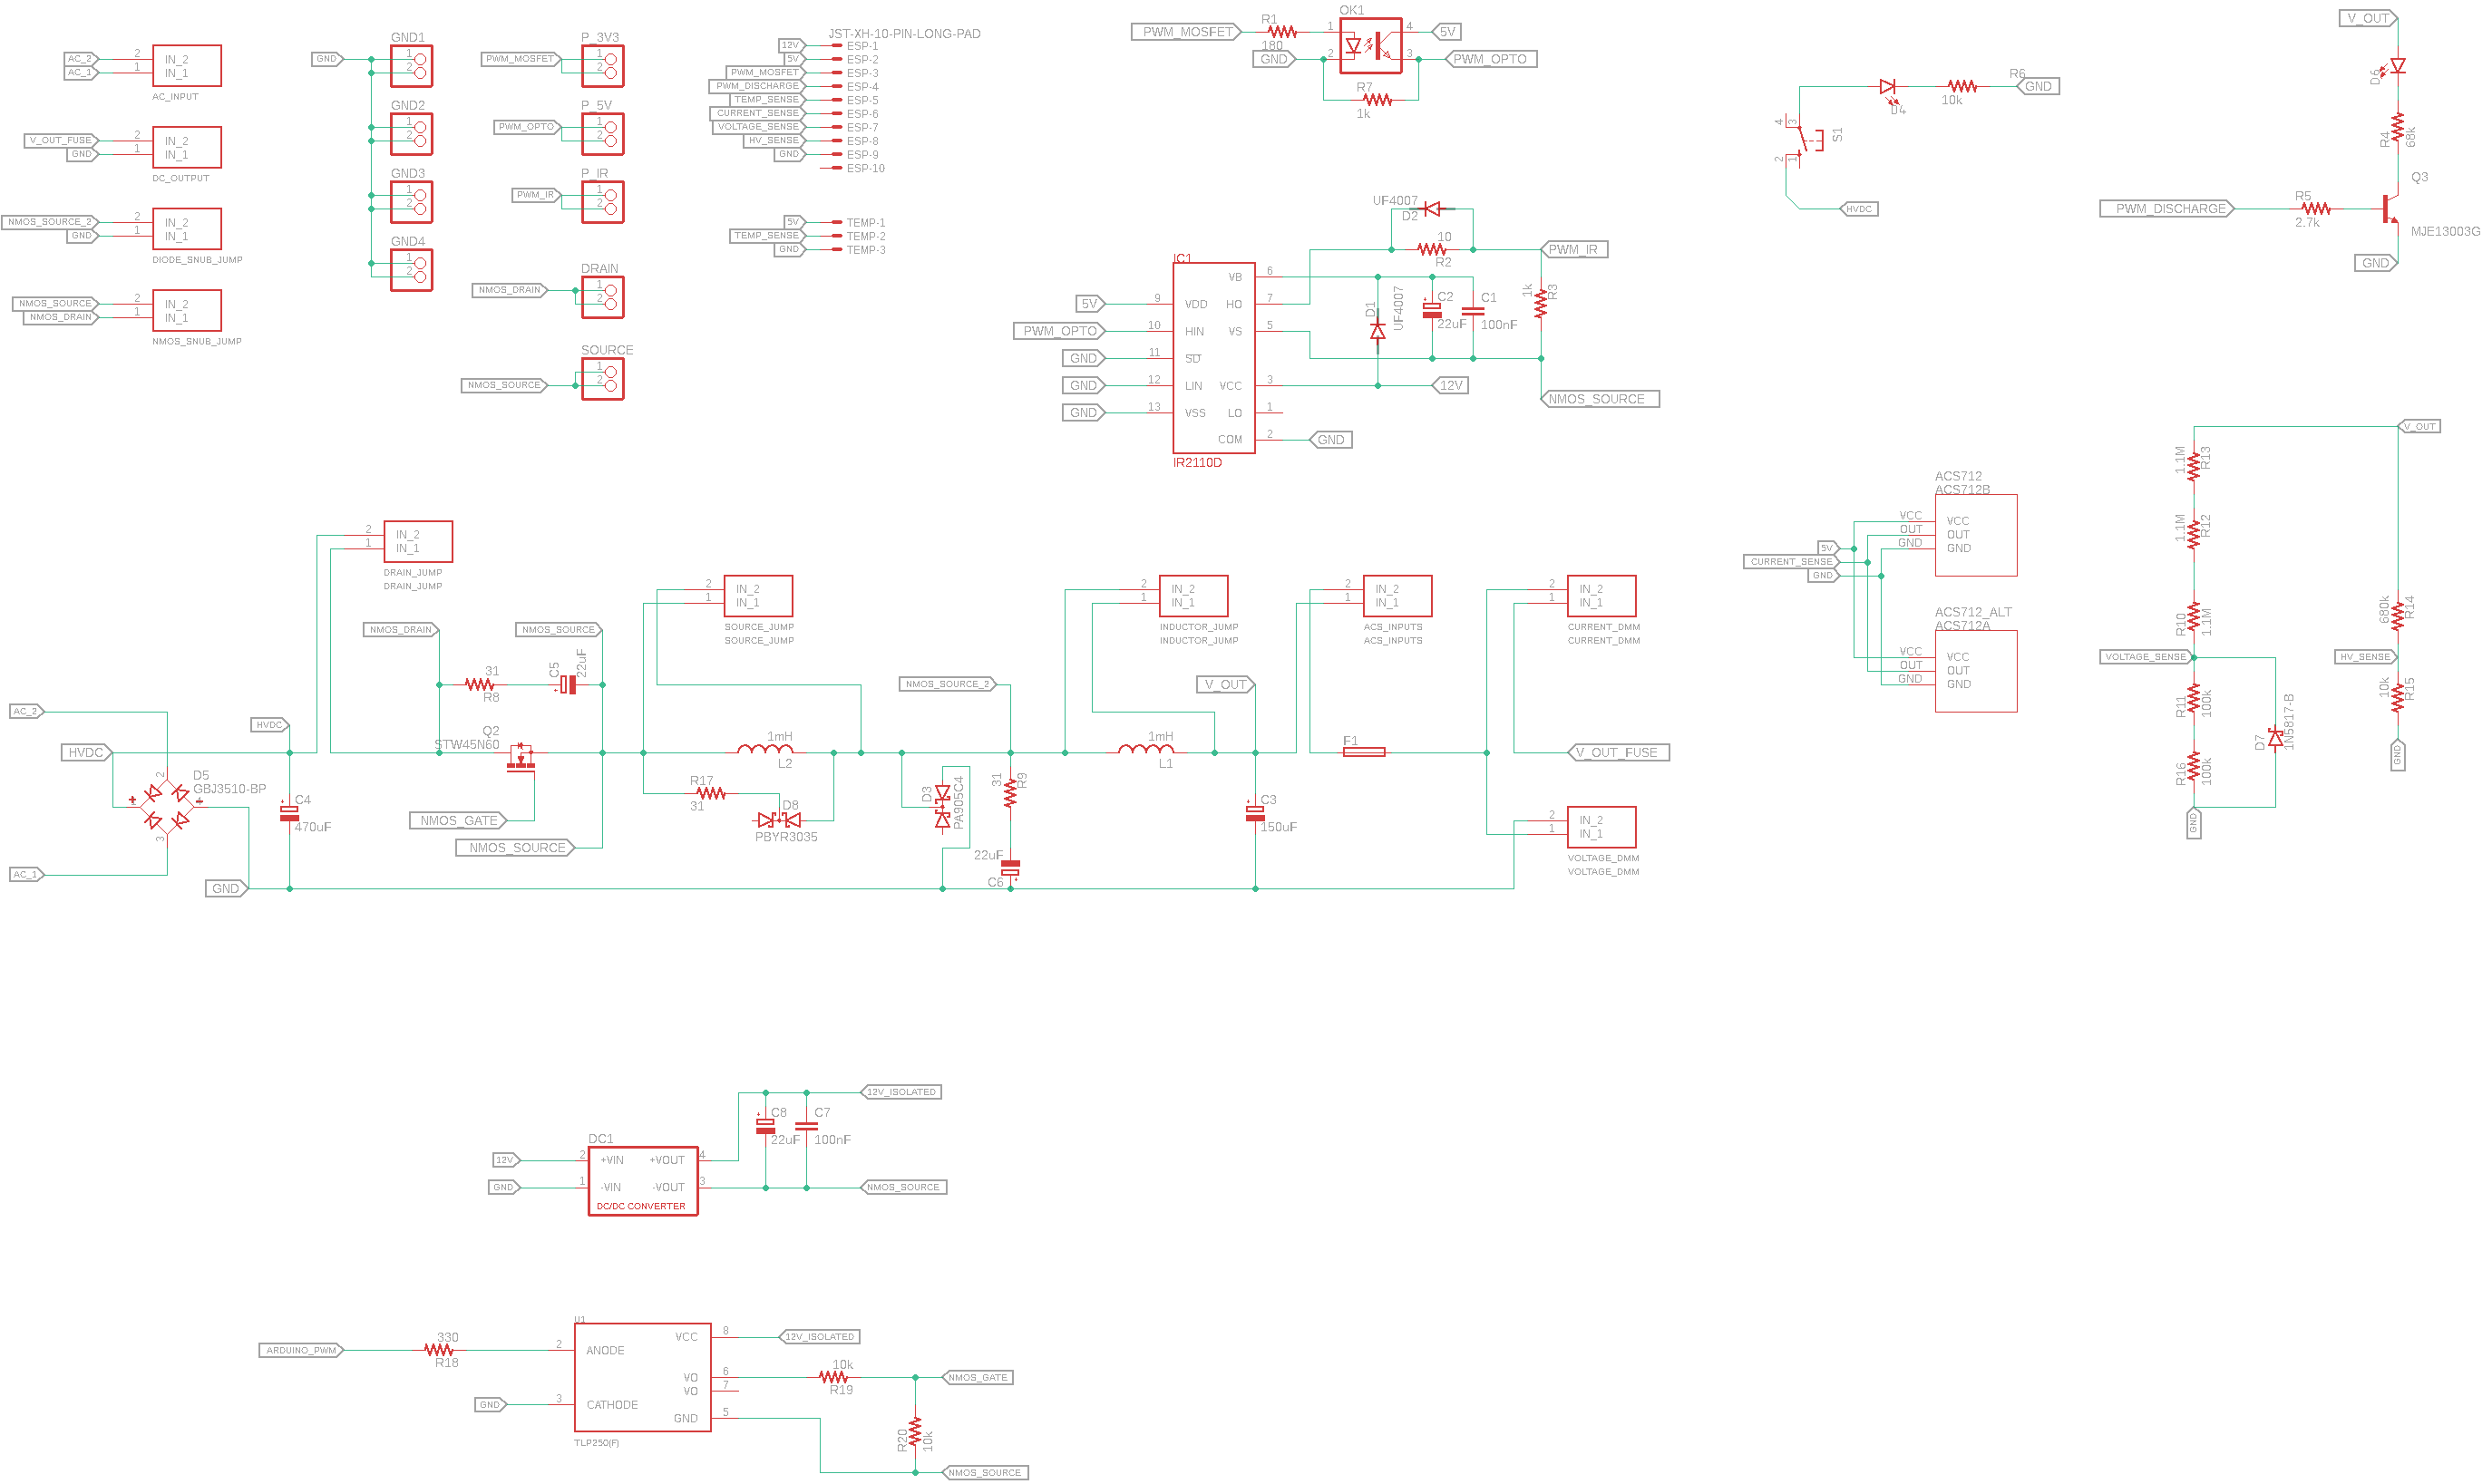 AC_2
AC_1
2
1
IN_2
IN_1
AC_INPUT
V_OUT_FUSE
GND
2
1
IN_2
IN_1
DC_OUTPUT
NMOS_SOURCE_2
GND
2
1
IN_2
IN_1
DIODE_SNUB_JUMP
NMOS_SOURCE
NMOS_DRAIN
2
1
IN_2
IN_1
NMOS_SNUB_JUMP
GND
GND1
1
2
GND2
1
2
GND3
1
2
GND4
1
2
P_3V3
PWM_MOSFET
1
2
P_5V
PWM_OPTO
1
2
P_IR
PWM_IR
1
2
DRAIN
NMOS_DRAIN
1
2
SOURCE
NMOS_SOURCE
1
2
JST-XH-10-PIN-LONG-PAD
12V ESP-1
5V ESP-2
PWM_MOSFET ESP-3
PWM_DISCHARGE ESP-4
TEMP_SENSE ESP-5
CURRENT_SENSE ESP-6
VOLTAGE_SENSE ESP-7
HV_SENSE ESP-8
GND ESP-9
ESP-10
5V TEMP-1
TEMP_SENSE TEMP-2
GND TEMP-3
OK1
PWM_MOSFET
R1
180
1
4
5V
GND
2
3
PWM_OPTO
R7
1k
UF4007
D2
10
R2
PWM_IR
IC1
5V 9 VDD
PWM_OPTO 10 HIN
GND 11 SD
GND 12 LIN
GND 13 VSS
VB 6
HO 7
VS 5
VCC 3
LO 1
COM 2
IR2110D
D1
UF4007
C2
22uF
C1
100nF
1k
R3
12V
GND
NMOS_SOURCE
4
3
2
1
S1
D4
R6
10k
GND
HVDC
V_OUT
D6
R4
68k
Q3
PWM_DISCHARGE
R5
2.7k
MJE13003G
GND
2
1
IN_2
IN_1
DRAIN_JUMP
DRAIN_JUMP
2
1
IN_2
IN_1
SOURCE_JUMP
SOURCE_JUMP
2
1
IN_2
IN_1
INDUCTOR_JUMP
INDUCTOR_JUMP
2
1
IN_2
IN_1
ACS_INPUTS
ACS_INPUTS
2
1
IN_2
IN_1
CURRENT_DMM
CURRENT_DMM
NMOS_DRAIN
NMOS_SOURCE
31
R8
C5
22uF
AC_2
HVDC
HVDC
Q2
STW45N60
2
D5
GBJ3510-BP
3
AC_1
C4
470uF
GND
NMOS_GATE
NMOS_SOURCE
1mH
L2
R17
31
D8
PBYR3035
NMOS_SOURCE_2
D3
PA905C4
31
R9
22uF
C6
V_OUT
1mH
L1
C3
150uF
F1
V_OUT_FUSE
2
1
IN_2
IN_1
VOLTAGE_DMM
VOLTAGE_DMM
ACS712
ACS712B
VCC
OUT
GND
VCC
OUT
GND
5V
CURRENT_SENSE
GND
ACS712_ALT
ACS712A
VCC
OUT
GND
VCC
OUT
GND
V_OUT
1.1M
R13
1.1M
R12
R10
1.1M
VOLTAGE_SENSE
R11
100k
R16
100k
D7
1N5817-B
GND
680k
R14
HV_SENSE
10k
R15
GND
12V_ISOLATED
C8
22uF
C7
100nF
DC1
12V 2 +VIN
GND 1 -VIN
+VOUT 4
-VOUT 3
DC/DC CONVERTER
NMOS_SOURCE
U1
ARDUINO_PWM
330
R18
2
ANODE
GND
3
CATHODE
VCC 8
VO 6
VO 7
GND 5
TLP250(F)
12V_ISOLATED
10k
R19
NMOS_GATE
R20
10k
NMOS_SOURCE